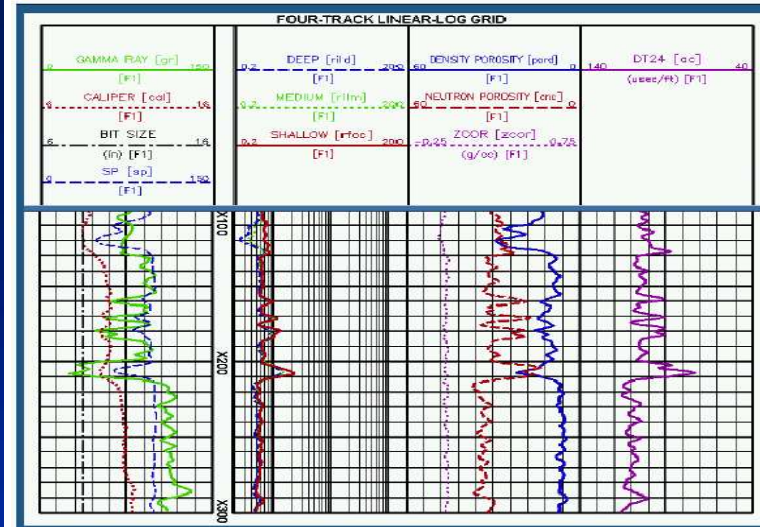 FOUR-TRACK LINEAR-LOG GRID
GAMMA RAY [gr]
0 150
[F1]
CALIPER [cal]
6 16
[F1]
BIT SIZE
6 16
(in) [F1]
SP [sp]
0 150
[F1]
DEEP [rild]
0.2 200
[F1]
MEDIUM [rilm]
0.2 200
[F1]
SHALLOW [rfoc]
0.2 200
[F1]
DENSITY POROSITY [pord]
60 0
[F1]
NEUTRON POROSITY [cnc]
60 0
[F1]
ZCOR [zcor]
-0.25 0.75
(g/cc) [F1]
DT24 [ac]
140 40
(usec/ft) [F1]
X100
X200
X300